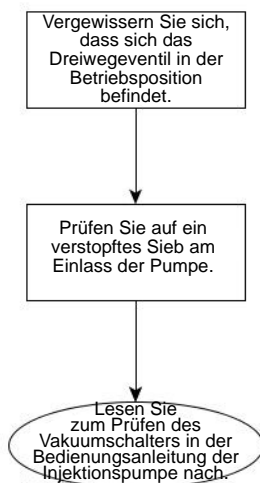 Vergewissern Sie sich,
dass sich das
Dreiwegeventil in der
Betriebsposition
befindet.
Prüfen Sie auf ein
verstopftes Sieb am
Einlass der Pumpe.
Lesen Sie
zum Prüfen des
Vakuumschalters in der
Bedienungsanleitung der
Injektionspumpe nach.